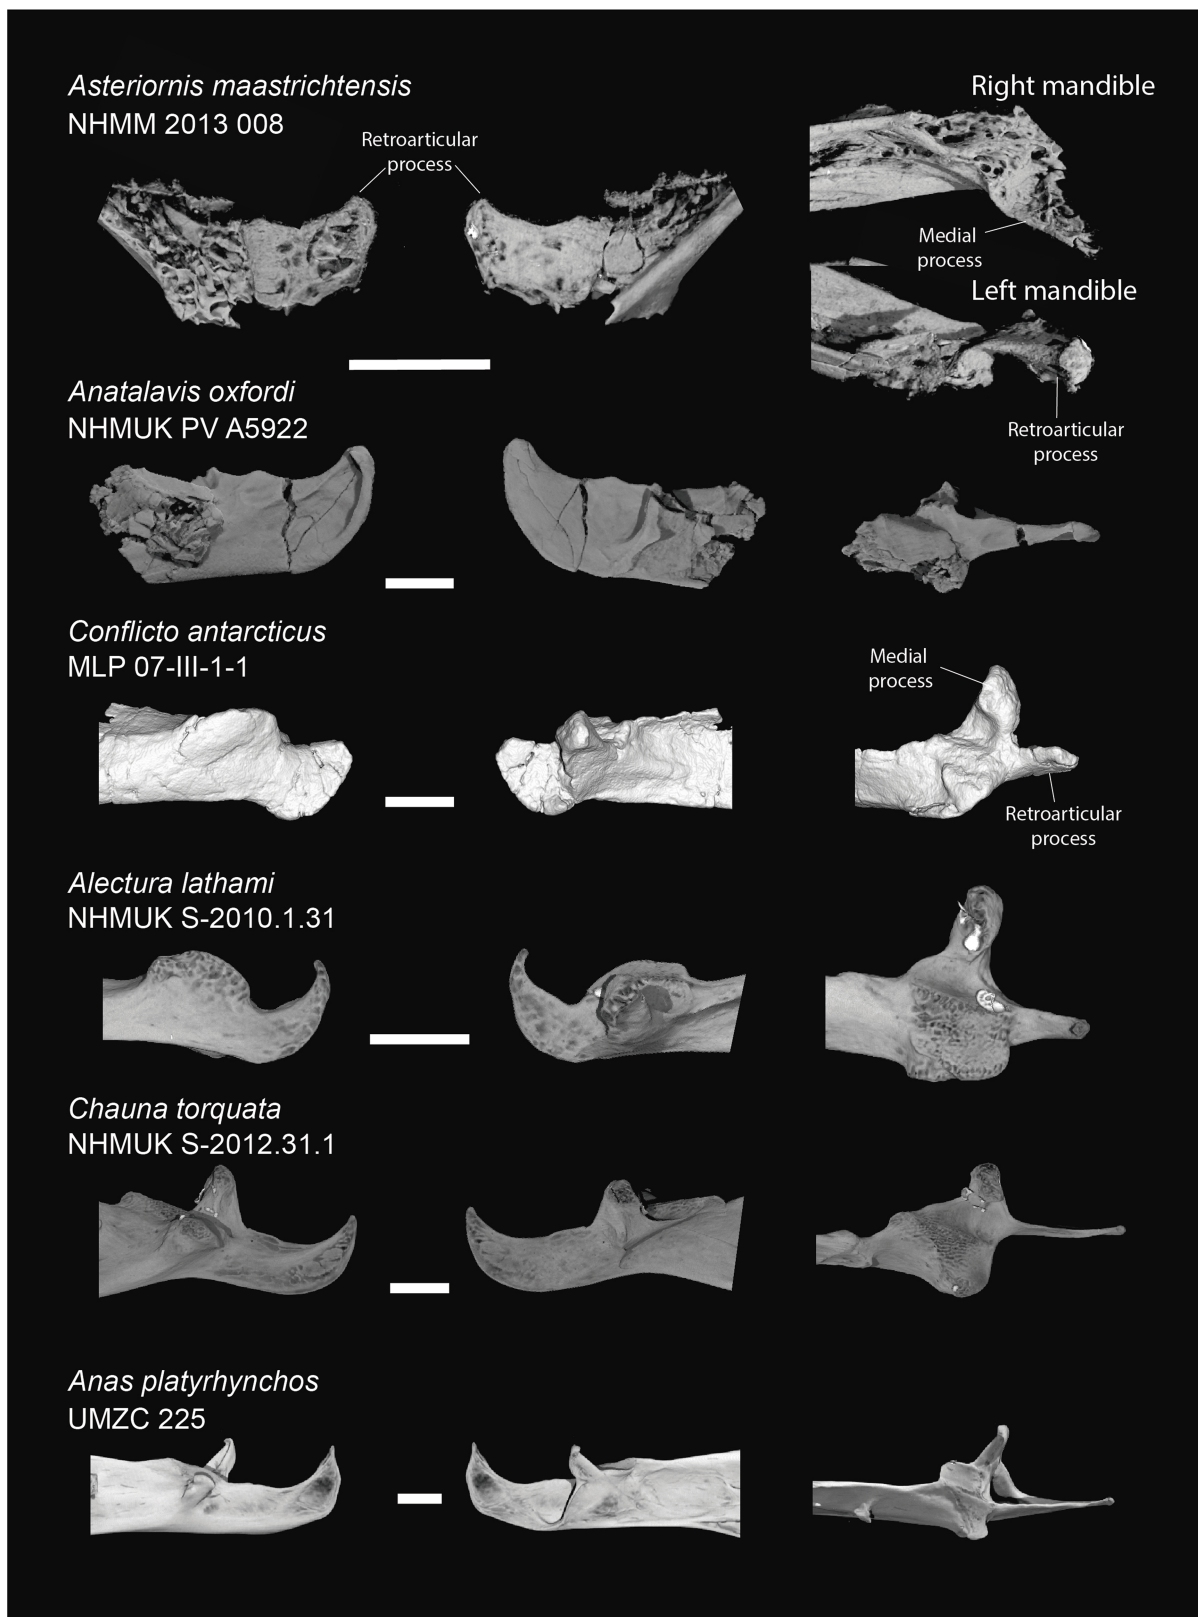 Asteriornis maastrichtensis
NHMM 2013 008
Retroarticular
process
Right mandible
Medial
process
Left mandible
Retroarticular
process
Anatalavis oxfordi
NHMUK PV A5922
Conflicto antarcticus
MLP 07-III-1-1
Medial
process
Retroarticular
process
Alectura lathami
NHMUK S-2010.1.31
Chauna torquata
NHMUK S-2012.31.1
Anas platyrhynchos
UMZC 225